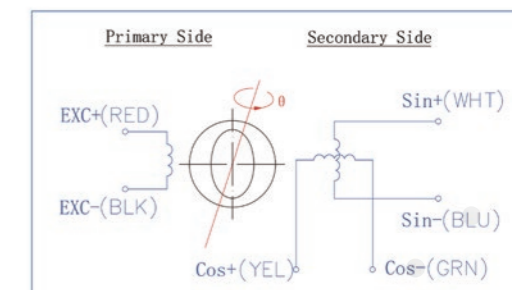 Primary Side
Secondary Side
EXC+(RED)
θ
Sin+(WHT)
EXC-(BLK)
Sin-(BLU)
Cos+(YEL)
Cos-(GRN)